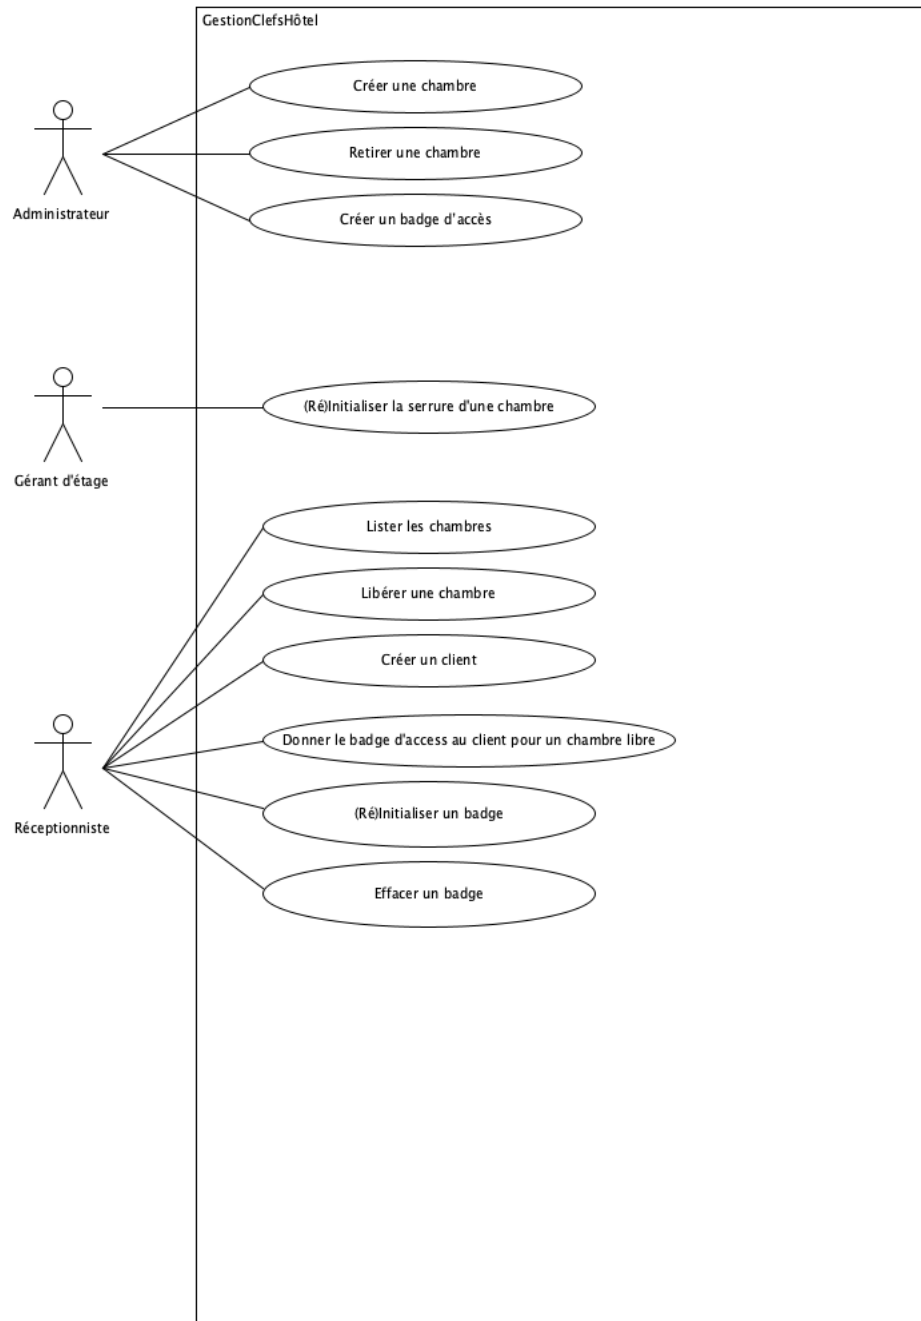 GestionClefsHôtel
Créer une chambre
Retirer une chambre
Créer un badge d'accès
Administrateur
(Ré)Initialiser la serrure d'une chambre
Gérant d'étage
Lister les chambres
Libérer une chambre
Créer un client
Donner le badge d'access au client pour un chambre libre
(Ré)Initialiser un badge
Réceptionniste
Effacer un badge